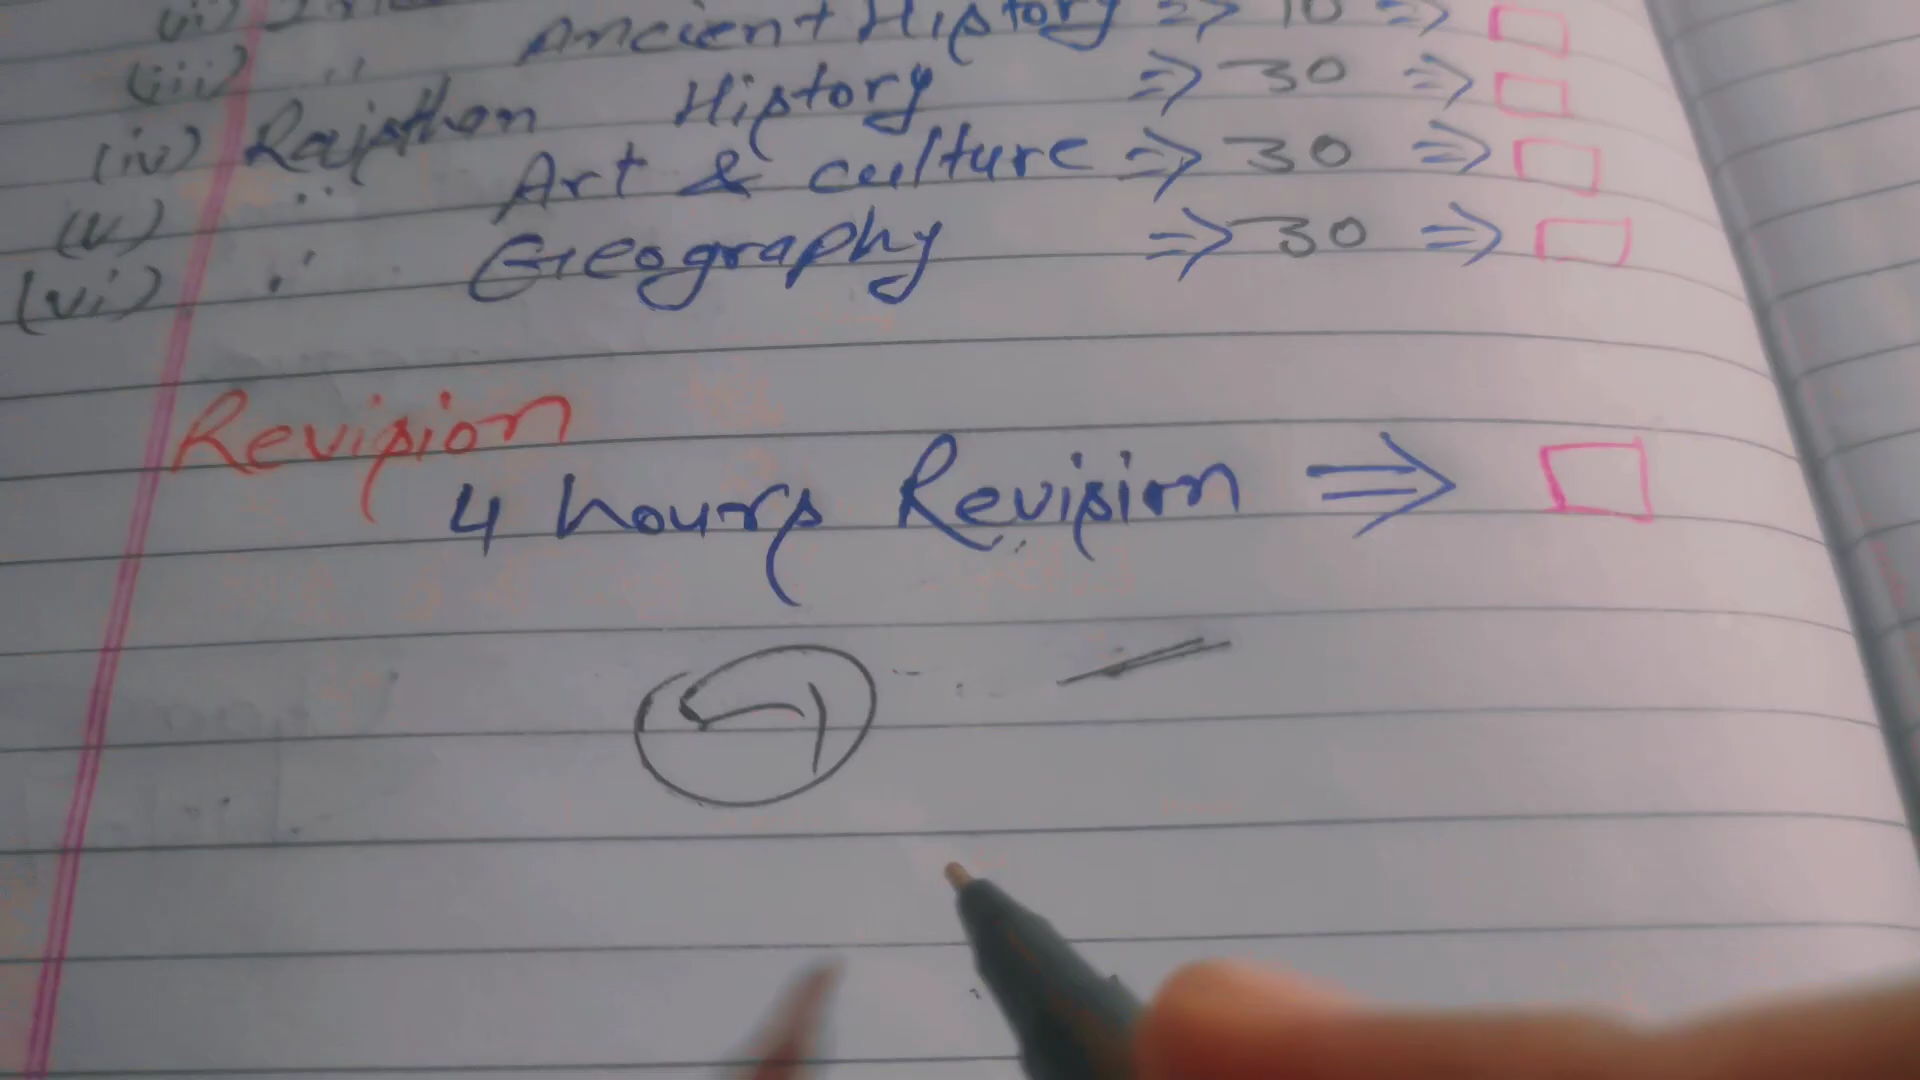 Ancient History ⇒ 10 ⇒ □
(iii) "
(iv) Rajsthan History ⇒ 30 ⇒ □
(v) " Art & culture ⇒ 30 ⇒ □
(vi) " Geography ⇒ 30 ⇒ □
Revision
4 hours Revision ⇒ □